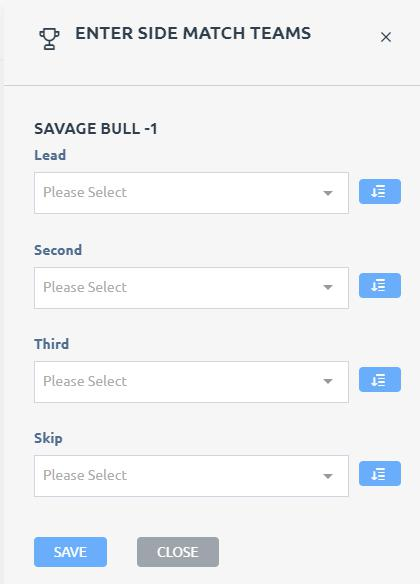 ENTER SIDE MATCH TEAMS
SAVAGE BULL -1
Lead
Please Select
Second
Please Select
Third
Please Select
Skip
Please Select
SAVE
CLOSE